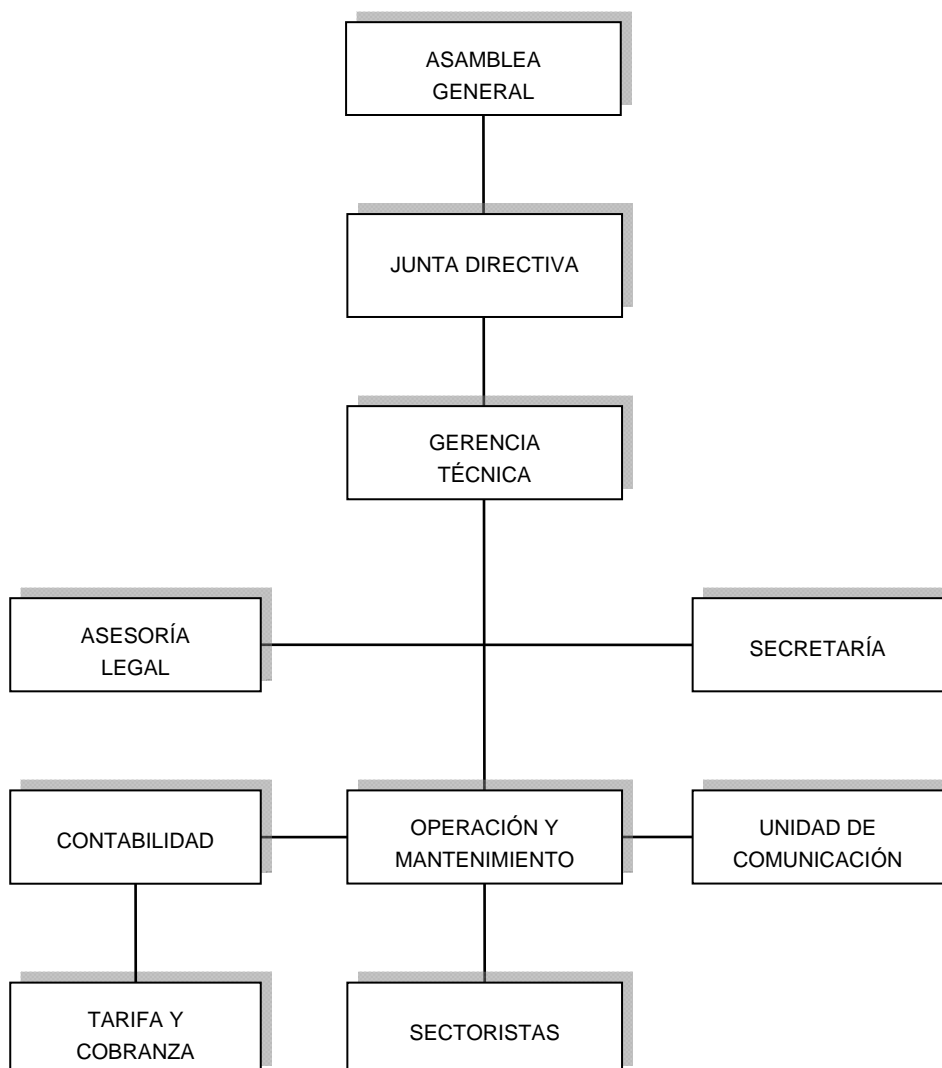 ASAMBLEA
GENERAL
JUNTA DIRECTIVA
GERENCIA
TÉCNICA
ASESORÍA
LEGAL
SECRETARÍA
CONTABILIDAD
OPERACIÓN Y
MANTENIMIENTO
UNIDAD DE
COMUNICACIÓN
TARIFA Y
COBRANZA
SECTORISTAS